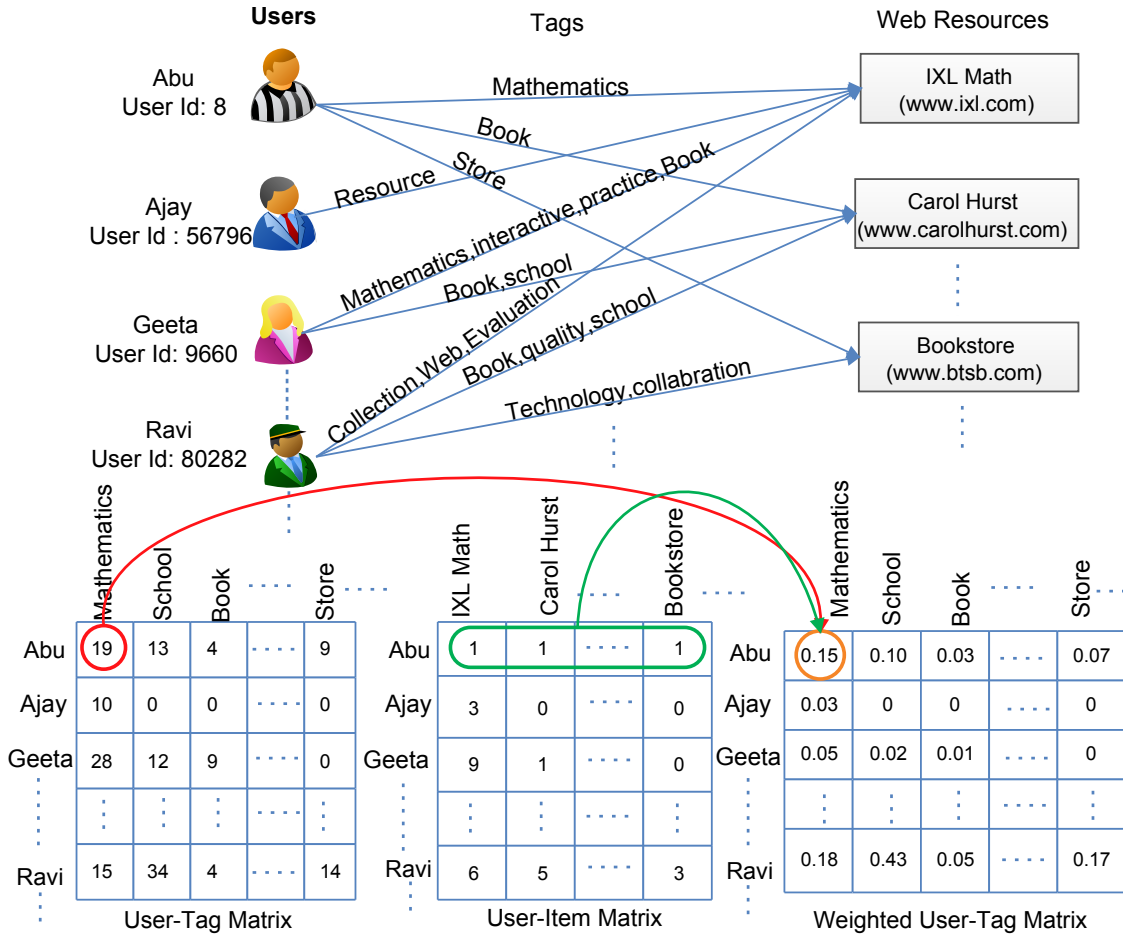 Users
Tags
Web Resources
Abu
User Id: 8
Ajay
User Id : 56796
Geeta
User Id: 9660
Ravi
User Id: 80282
Mathematics
Book
Store
Resource
Mathematics,interactive,practice,Book
Book,school
Collection,Web,Evaluation
Book,quality,school
Technology,collabration
IXL Math
(www.ixl.com)
Carol Hurst
(www.carolhurst.com)
Bookstore
(www.btsb.com)
Mathematics School Book Store
Abu 19 13 4 9
Ajay 10 0 0 0
Geeta 28 12 9 0
Ravi 15 34 4 14
User-Tag Matrix
IXL Math Carol Hurst Bookstore
Abu 1 1 1
Ajay 3 0 0
Geeta 9 1 0
Ravi 6 5 3
User-Item Matrix
Mathematics School Book Store
Abu 0.15 0.10 0.03 0.07
Ajay 0.03 0 0 0
Geeta 0.05 0.02 0.01 0
Ravi 0.18 0.43 0.05 0.17
Weighted User-Tag Matrix